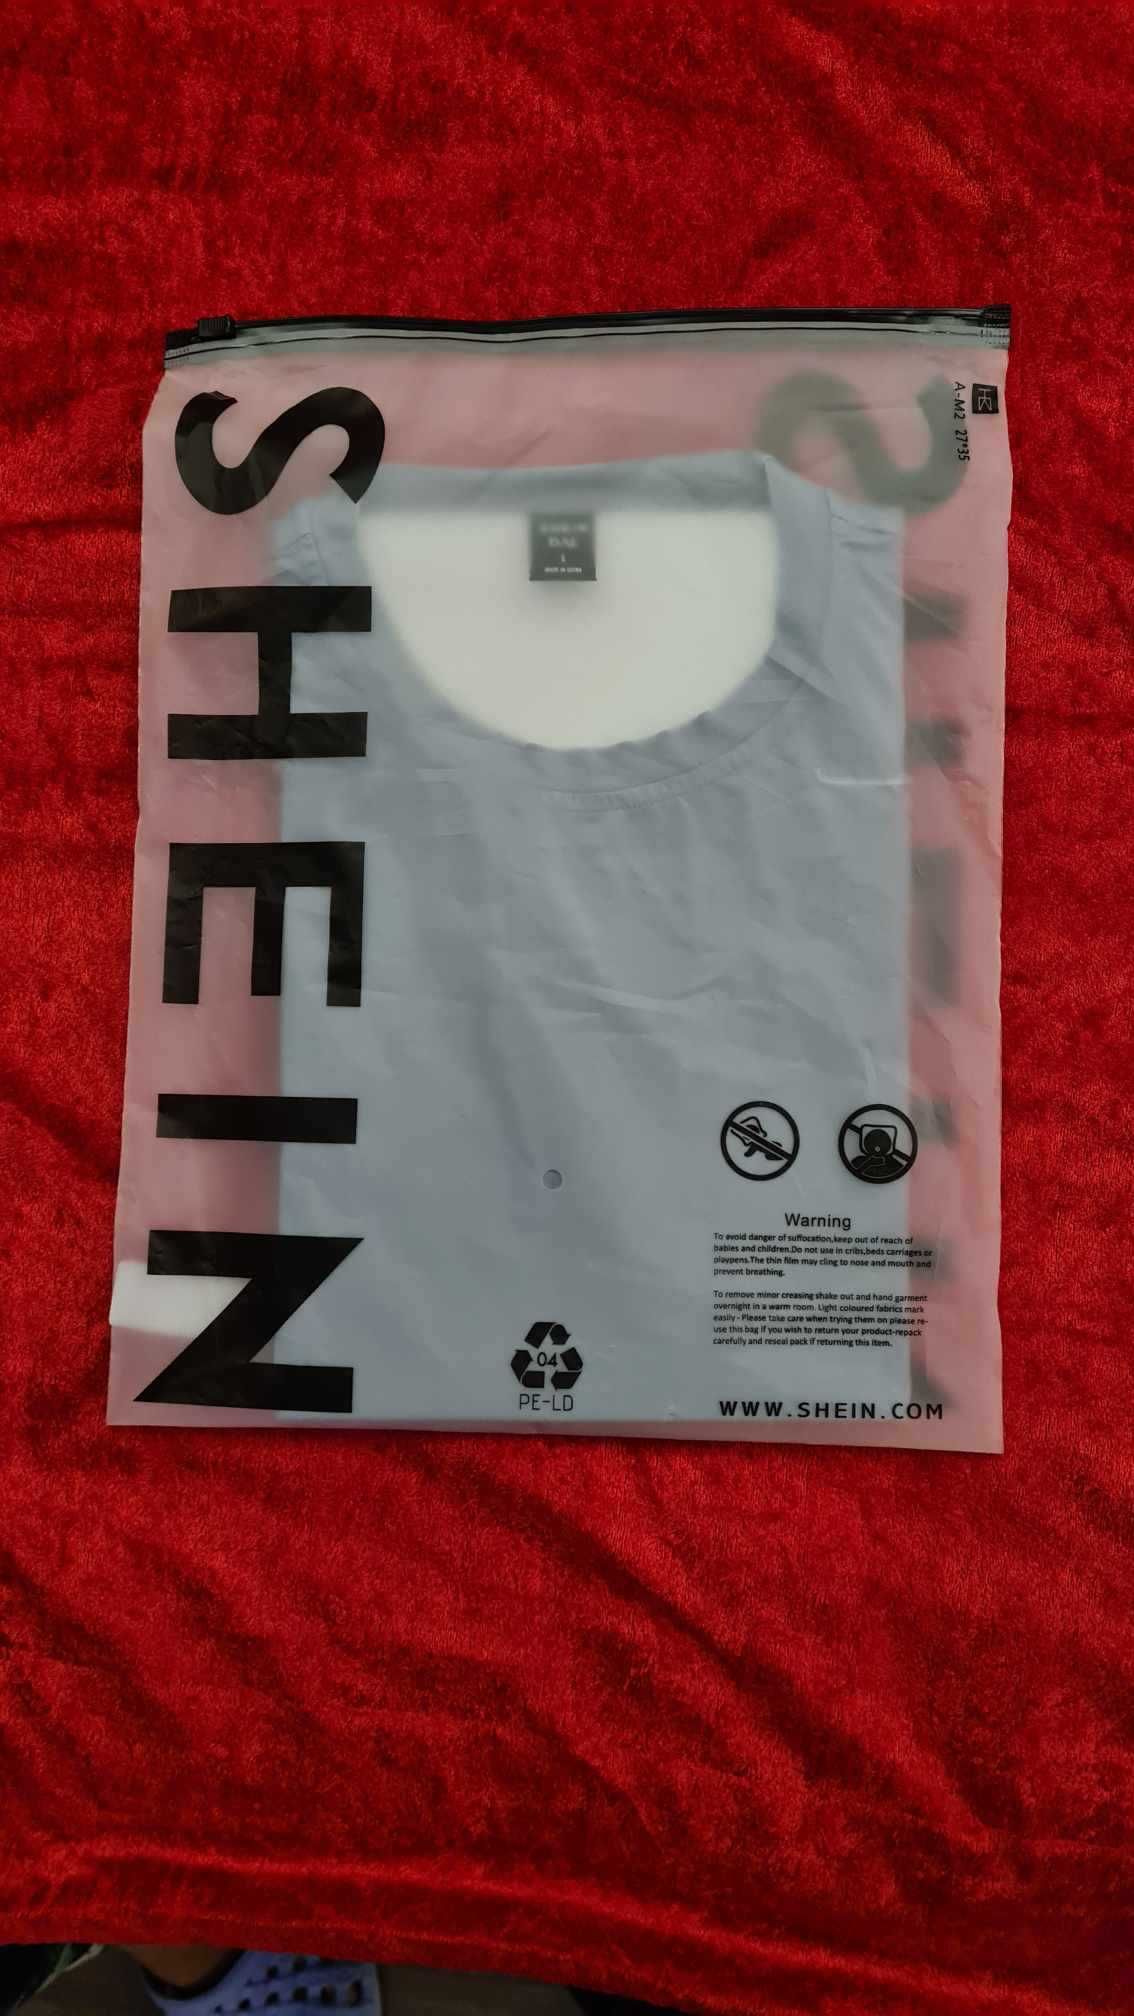 SHEIN
HZ
A-M2 27*35
L
MADE IN CHINA
Warning
To avoid danger of suffocation,keep out of reach of
babies and children.Do not use in cribs,beds carriages or
playpens.The thin film may cling to nose and mouth and
prevent breathing.
To remove minor creasing shake out and hand garment
overnight in a warm room. Light coloured fabrics mark
easily - Please take care when trying them on please re-
use this bag if you wish to return your product-repack
carefully and reseal pack if returning this item.
04
PE-LD
WWW.SHEIN.COM